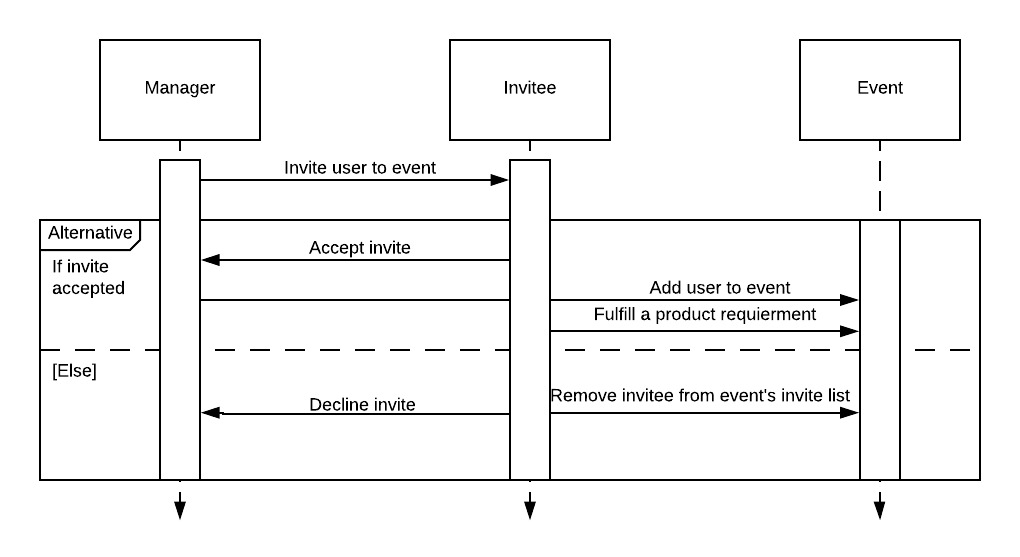 Manager
Invitee
Event
Invite user to event
Alternative
Accept invite
If invite
accepted
Add user to event
Fulfill a product requierment
[Else]
Remove invitee from event's invite list
Decline invite